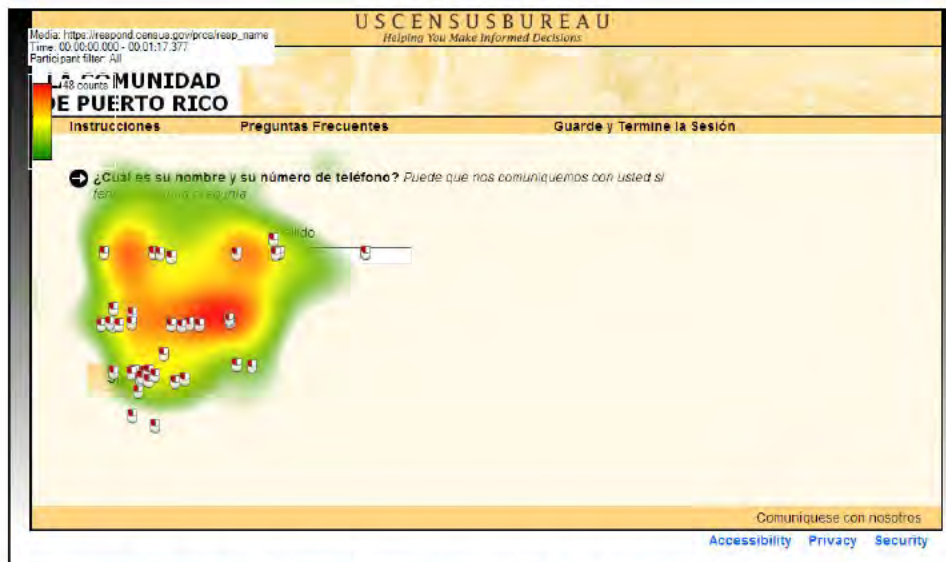 USCENSUSBUREAU
Helping You Make Informed Decisions
Media: https://respond.census.gov/prcs/resp_name
Time: 00:00:00.000 - 00:01:17.377
Participant filter: All
48 counts
LA COMUNIDAD
DE PUERTO RICO
Instrucciones Preguntas Frecuentes Guarde y Termine la Sesión
¿Cuál es su nombre y su número de teléfono? Puede que nos comuniquemos con usted si
Comuníquese con nosotros
Accessibility Privacy Security